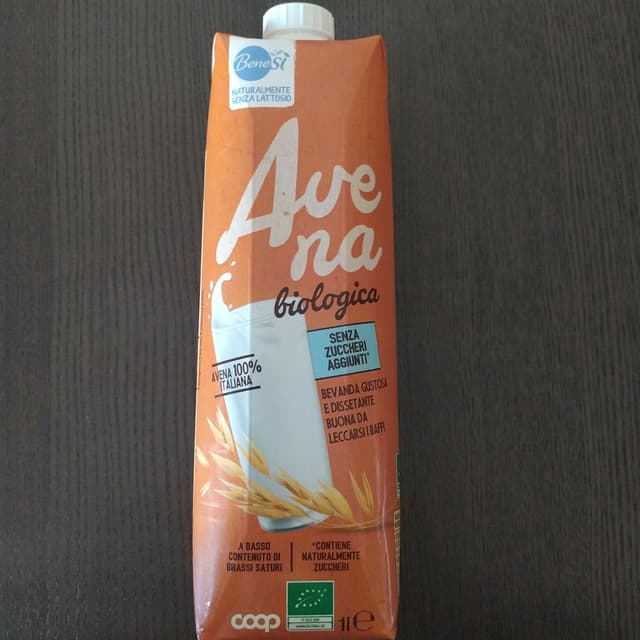 BeneSì
NATURALMENTE
SENZA LATTOSIO
Ave
na
biologica
SENZA
ZUCCHERI
AGGIUNTI*
AVENA 100%
ITALIANA
BEVANDA GUSTOSA
E DISSETANTE
BUONA DA
LECCARSI I BAFFI
A BASSO
CONTENUTO DI
GRASSI SATURI
*CONTIENE
NATURALMENTE
ZUCCHERI
coop
1l e